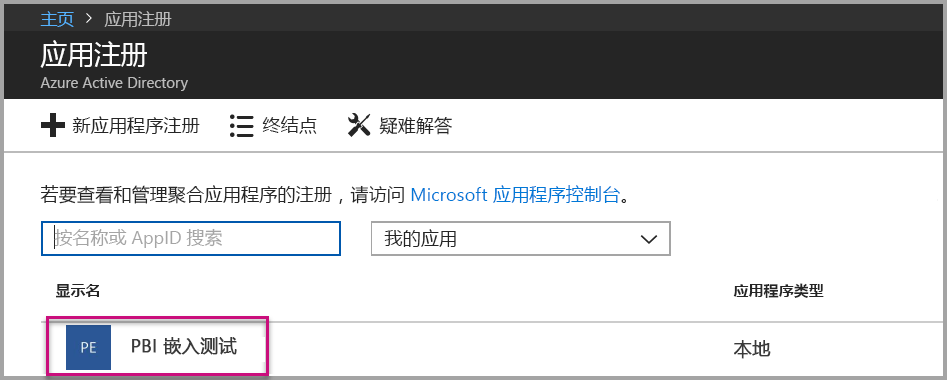 主页 > 应用注册
应用注册
Azure Active Directory
新应用程序注册 终结点 疑难解答
若要查看和管理聚合应用程序的注册，请访问 Microsoft 应用程序控制台。
按名称或 AppID 搜索 我的应用
显示名 应用程序类型
PE PBI 嵌入测试 本地